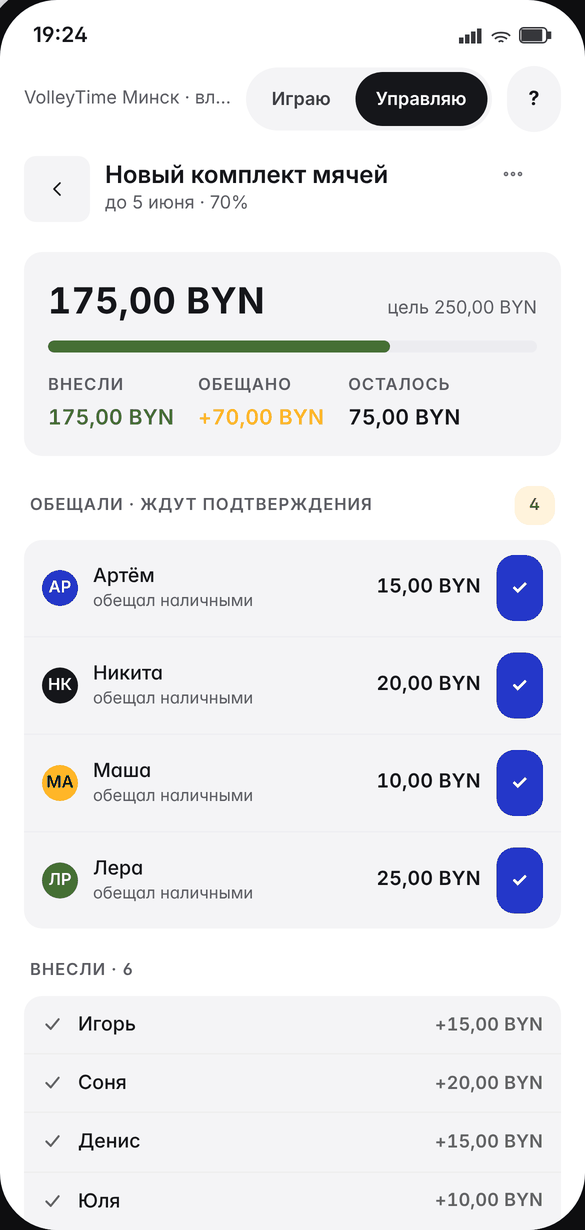 19:24
VolleyTime Минск · вл...
Играю
Управляю
?
Новый комплект мячей
до 5 июня · 70%
175,00 BYN
цель 250,00 BYN
ВНЕСЛИ
ОБЕЩАНО
ОСТАЛОСЬ
175,00 BYN
+70,00 BYN
75,00 BYN
ОБЕЩАЛИ · ЖДУТ ПОДТВЕРЖДЕНИЯ
4
АР
Артём
обещал наличными
15,00 BYN
НК
Никита
обещал наличными
20,00 BYN
МА
Маша
обещал наличными
10,00 BYN
ЛР
Лера
обещал наличными
25,00 BYN
ВНЕСЛИ · 6
Игорь
+15,00 BYN
Соня
+20,00 BYN
Денис
+15,00 BYN
Юля
+10,00 BYN